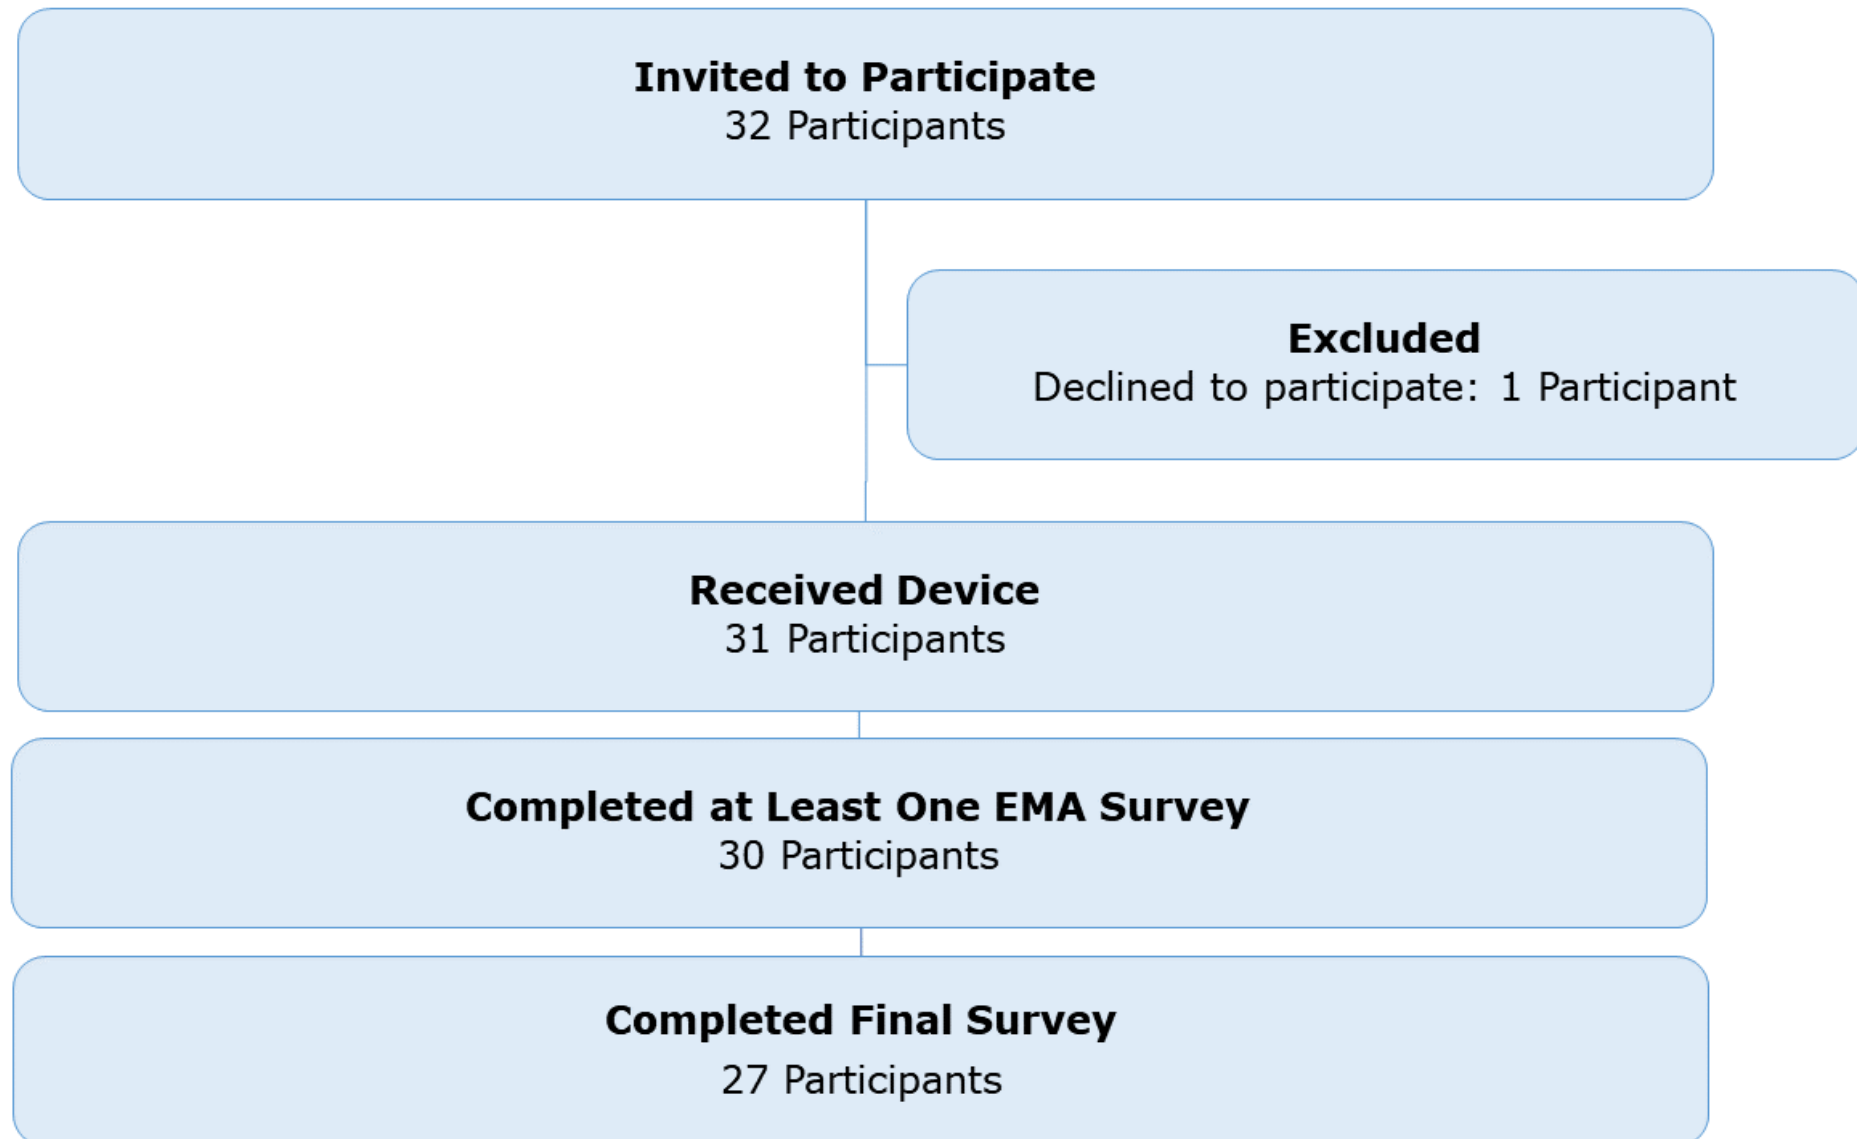 Invited to Participate
32 Participants
Excluded
Declined to participate: 1 Participant
Received Device
31 Participants
Completed at Least One EMA Survey
30 Participants
Completed Final Survey
27 Participants